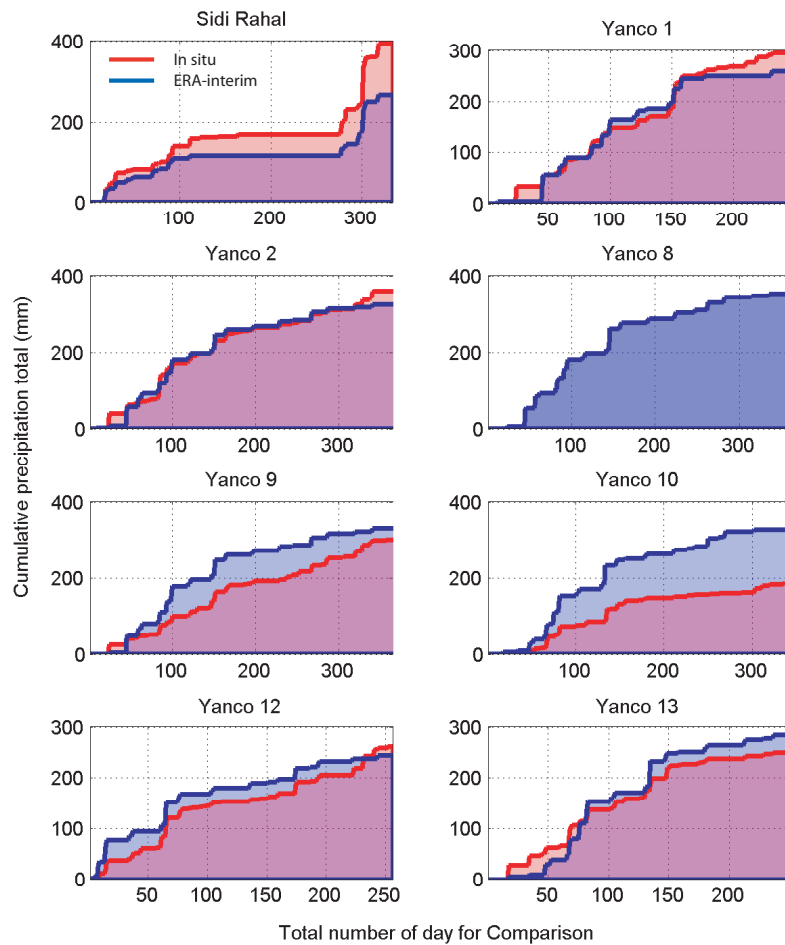 Sidi Rahal
400
200
0
100 200 300
In situ
ERA-interim
Yanco 1
300
200
100
0
50 100 150 200
Yanco 2
400
200
0
100 200 300
Yanco 8
400
200
0
100 200 300
Yanco 9
400
200
0
100 200 300
Yanco 10
400
200
0
100 200 300
Yanco 12
300
200
100
0
50 100 150 200 250
Yanco 13
300
200
100
0
50 100 150 200
Cumulative precipitation total (mm)
Total number of day for Comparison